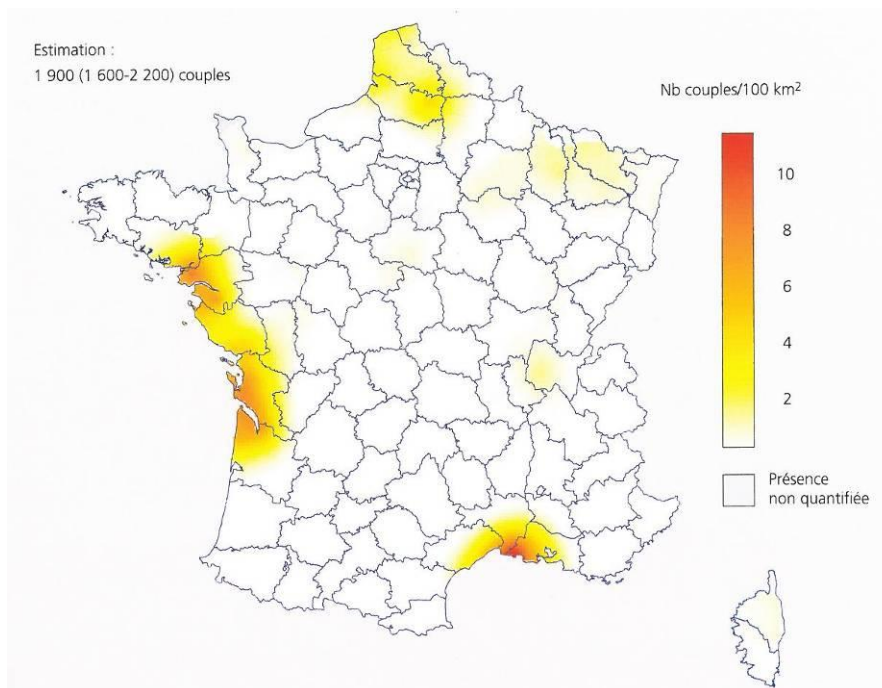 Estimation :
1 900 (1 600-2 200) couples
Nb couples/100 km²
10
8
6
4
2
Présence
non quantifiée